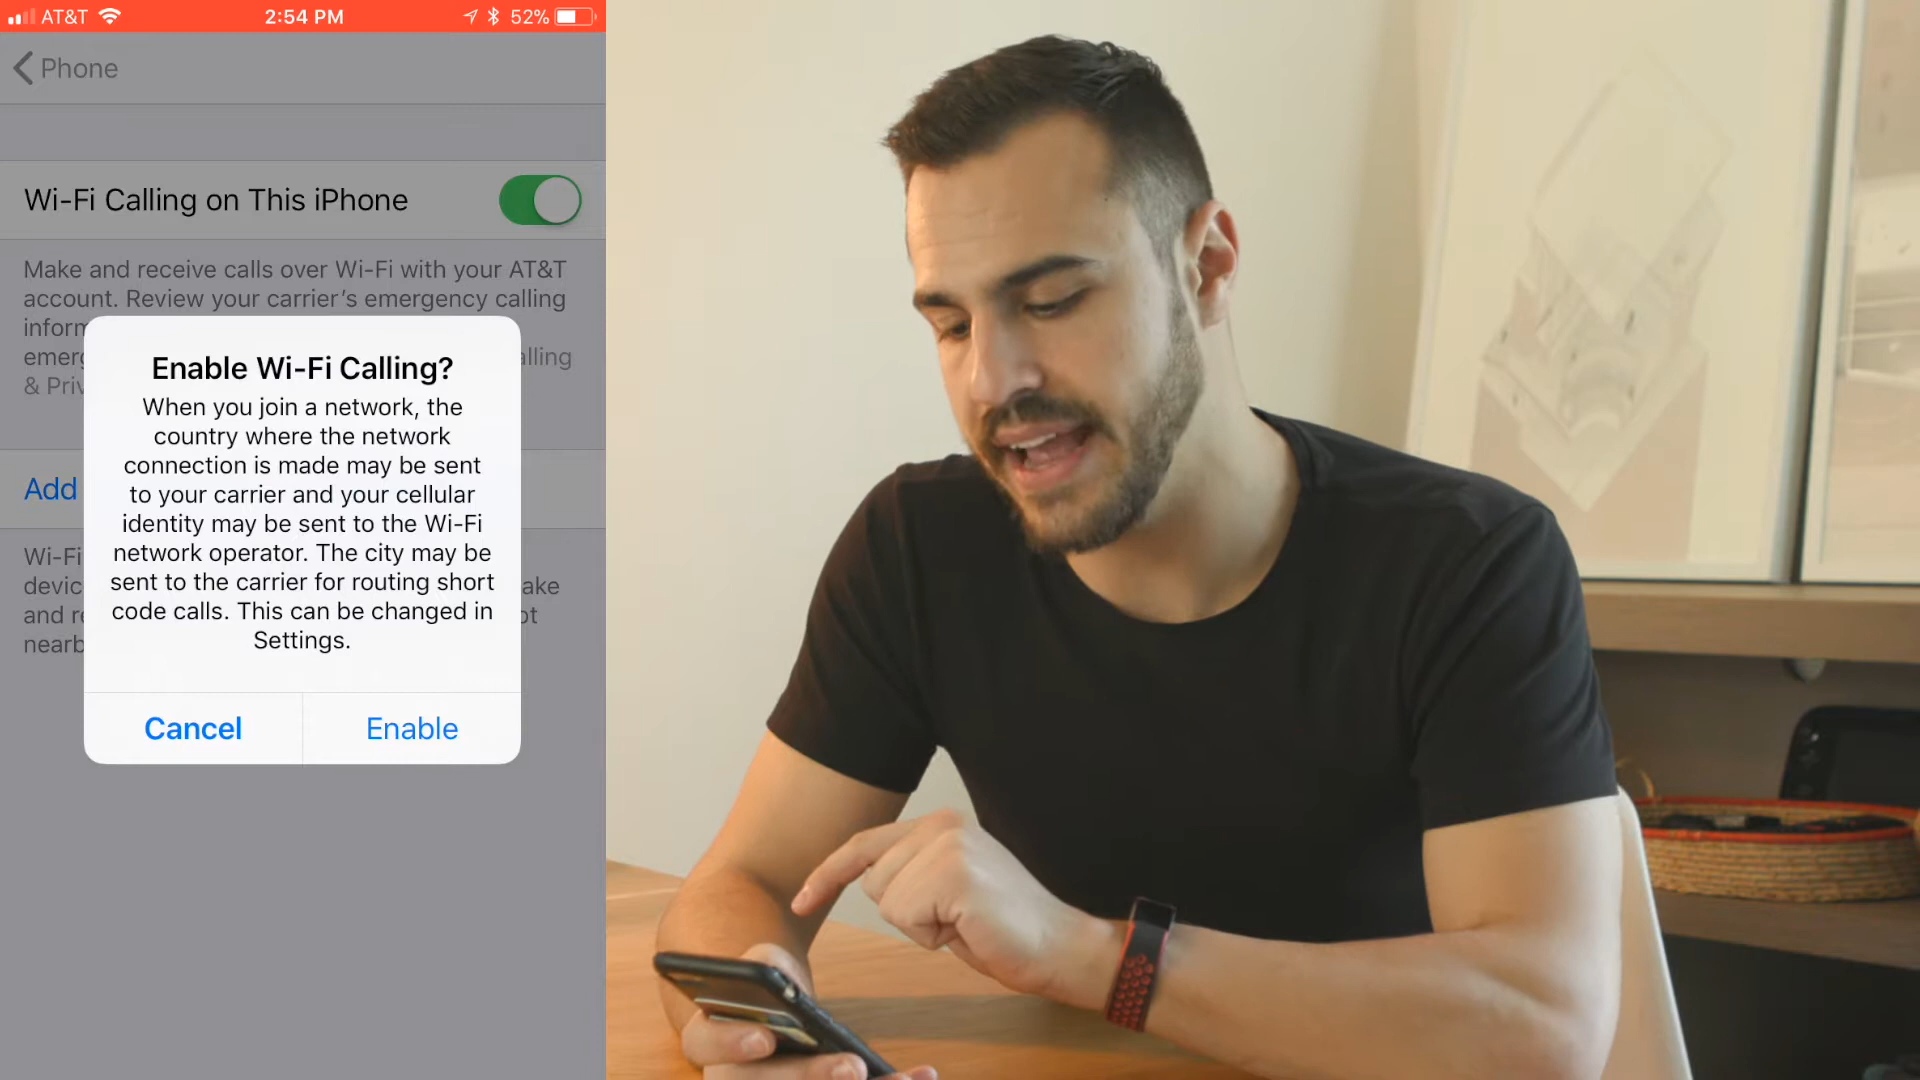 AT&T 2:54 PM 52%
Phone
Wi-Fi Calling on This iPhone
Make and receive calls over Wi-Fi with your AT&T
account. Review your carrier's emergency calling
Enable Wi-Fi Calling?
When you join a network, the
country where the network
connection is made may be sent
to your carrier and your cellular
identity may be sent to the Wi-Fi
network operator. The city may be
sent to the carrier for routing short
code calls. This can be changed in
Settings.
Cancel Enable
Add
Wi-Fi
and